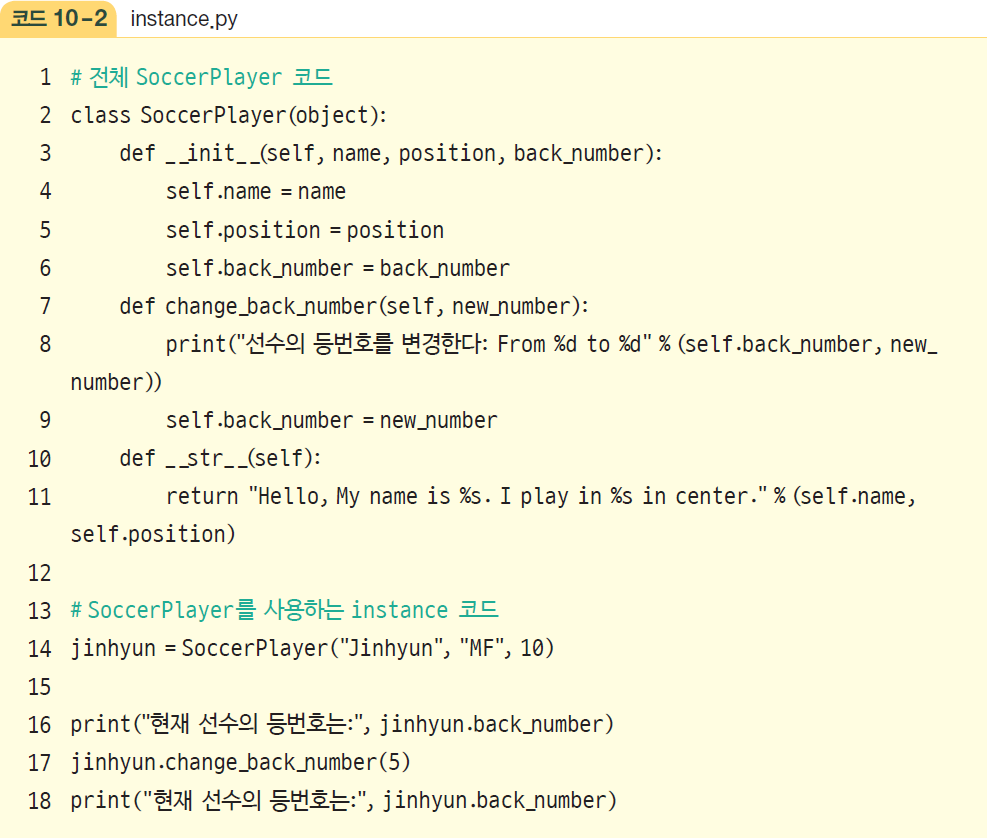 코드 10-2 instance.py
1 # 전체 SoccerPlayer 코드
2 class SoccerPlayer(object):
3     def __init__(self, name, position, back_number):
4         self.name = name
5         self.position = position
6         self.back_number = back_number
7     def change_back_number(self, new_number):
8         print("선수의 등번호를 변경한다: From %d to %d" % (self.back_number, new_
number))
9         self.back_number = new_number
10     def __str__(self):
11         return "Hello, My name is %s. I play in %s in center." % (self.name,
self.position)
12
13 # SoccerPlayer를 사용하는 instance 코드
14 jinhyun = SoccerPlayer("Jinhyun", "MF", 10)
15
16 print("현재 선수의 등번호는:", jinhyun.back_number)
17 jinhyun.change_back_number(5)
18 print("현재 선수의 등번호는:", jinhyun.back_number)